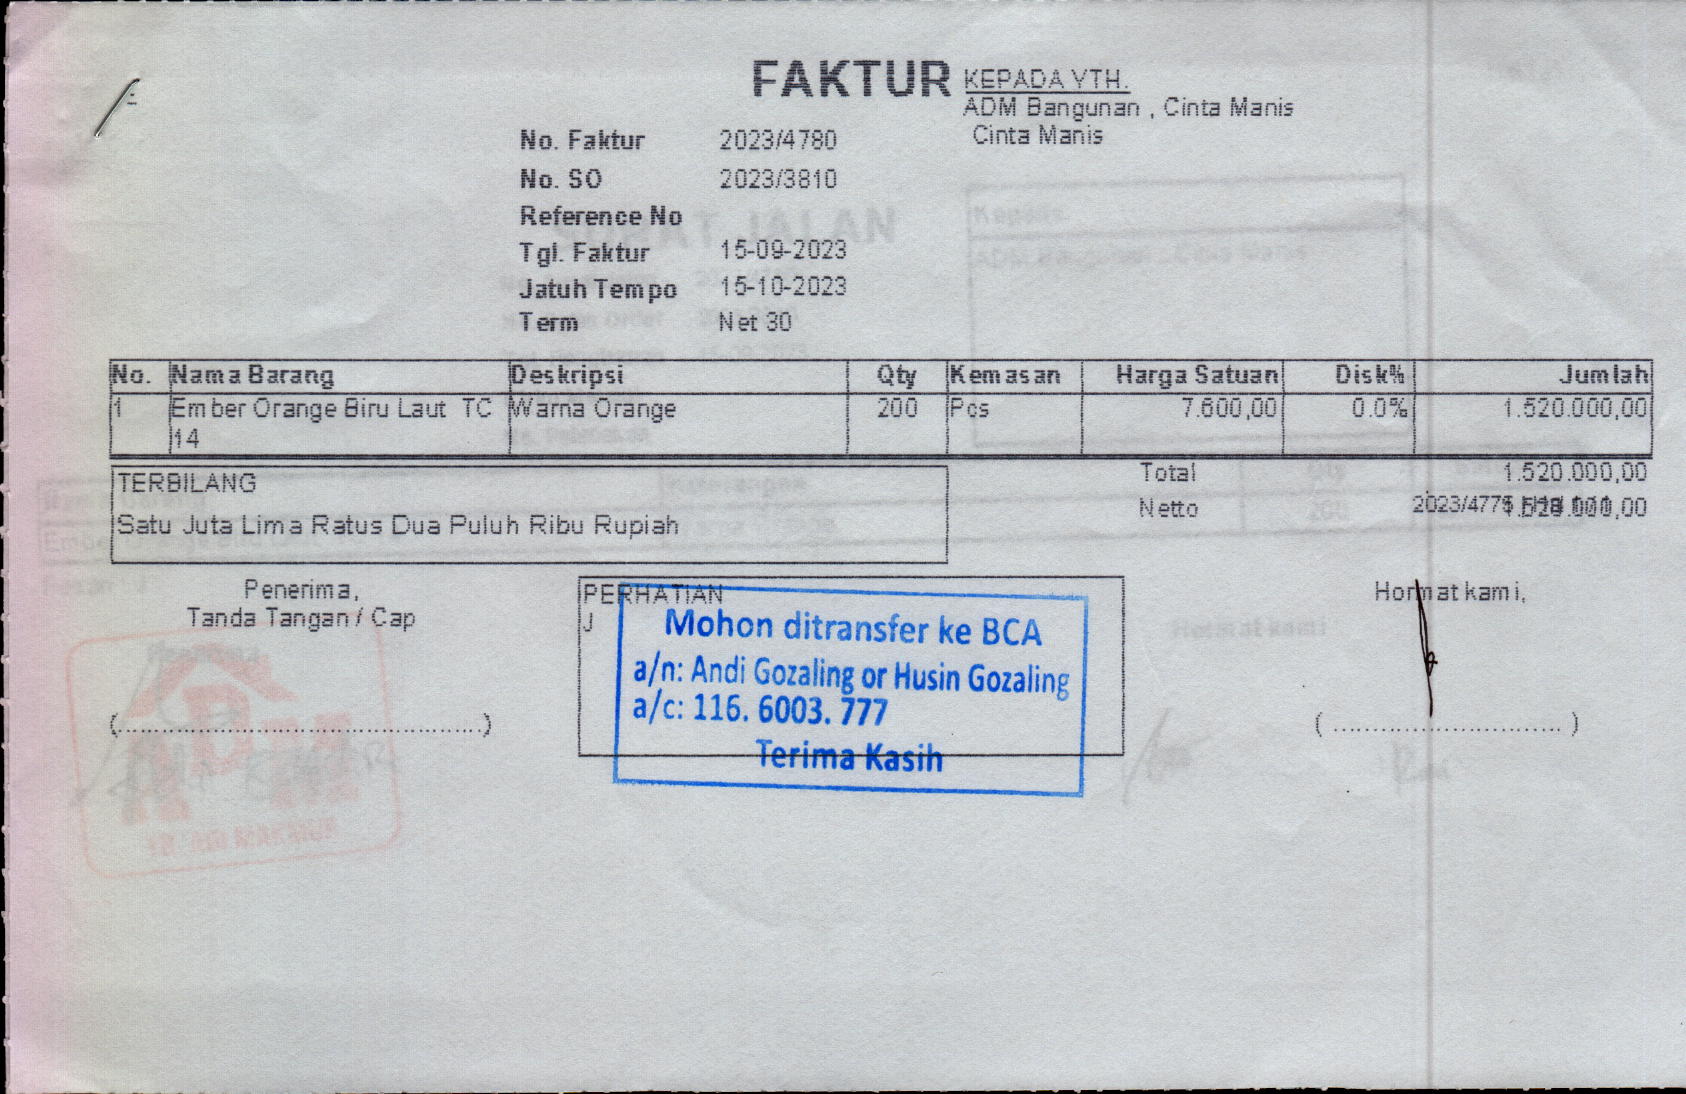 FAKTUR
KEPADA YTH.
ADM Bangunan , Cinta Manis
Cinta Manis
No. Faktur 2023/4780
No. SO 2023/3810
Reference No
Tgl. Faktur 15-09-2023
Jatuh Tempo 15-10-2023
Term Net 30
No. Nama Barang Deskripsi Qty Kemasan Harga Satuan Disk% Jumlah
1 Ember Orange Biru Laut TC Warna Orange 200 Pcs 7.600,00 0.0% 1.520.000,00
14
Total 1.520.000,00
TERBILANG
Netto
Satu Juta Lima Ratus Dua Puluh Ribu Rupiah
Penerima,
Tanda Tangan / Cap
(..............................................)
PERHATIAN
J
Mohon ditransfer ke BCA
a/n: Andi Gozaling or Husin Gozaling
a/c: 116. 6003. 777
Terima Kasih
Hormat kami,
( ............................ )